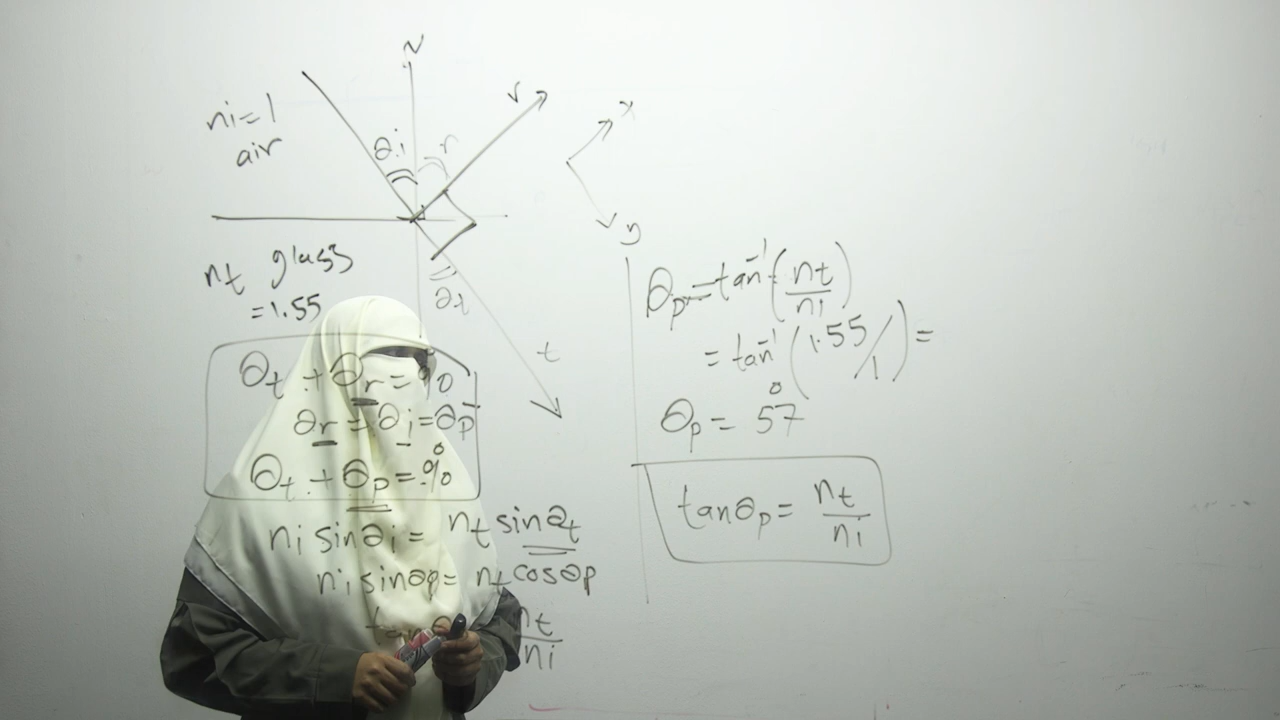 N
ni=1
air
θi
r
r
x
y
nt glass
=1.55
θt
t
θt + θr = 90
θr = θi = θp
θt + θp = 90°
ni sinθi = nt sinθt
ni sinθp = nt cosθp
tanθ nt/ni
θp = tan⁻¹(nt/ni)
= tan⁻¹(1.55/1) =
θp = 57°
tanθp = nt/ni